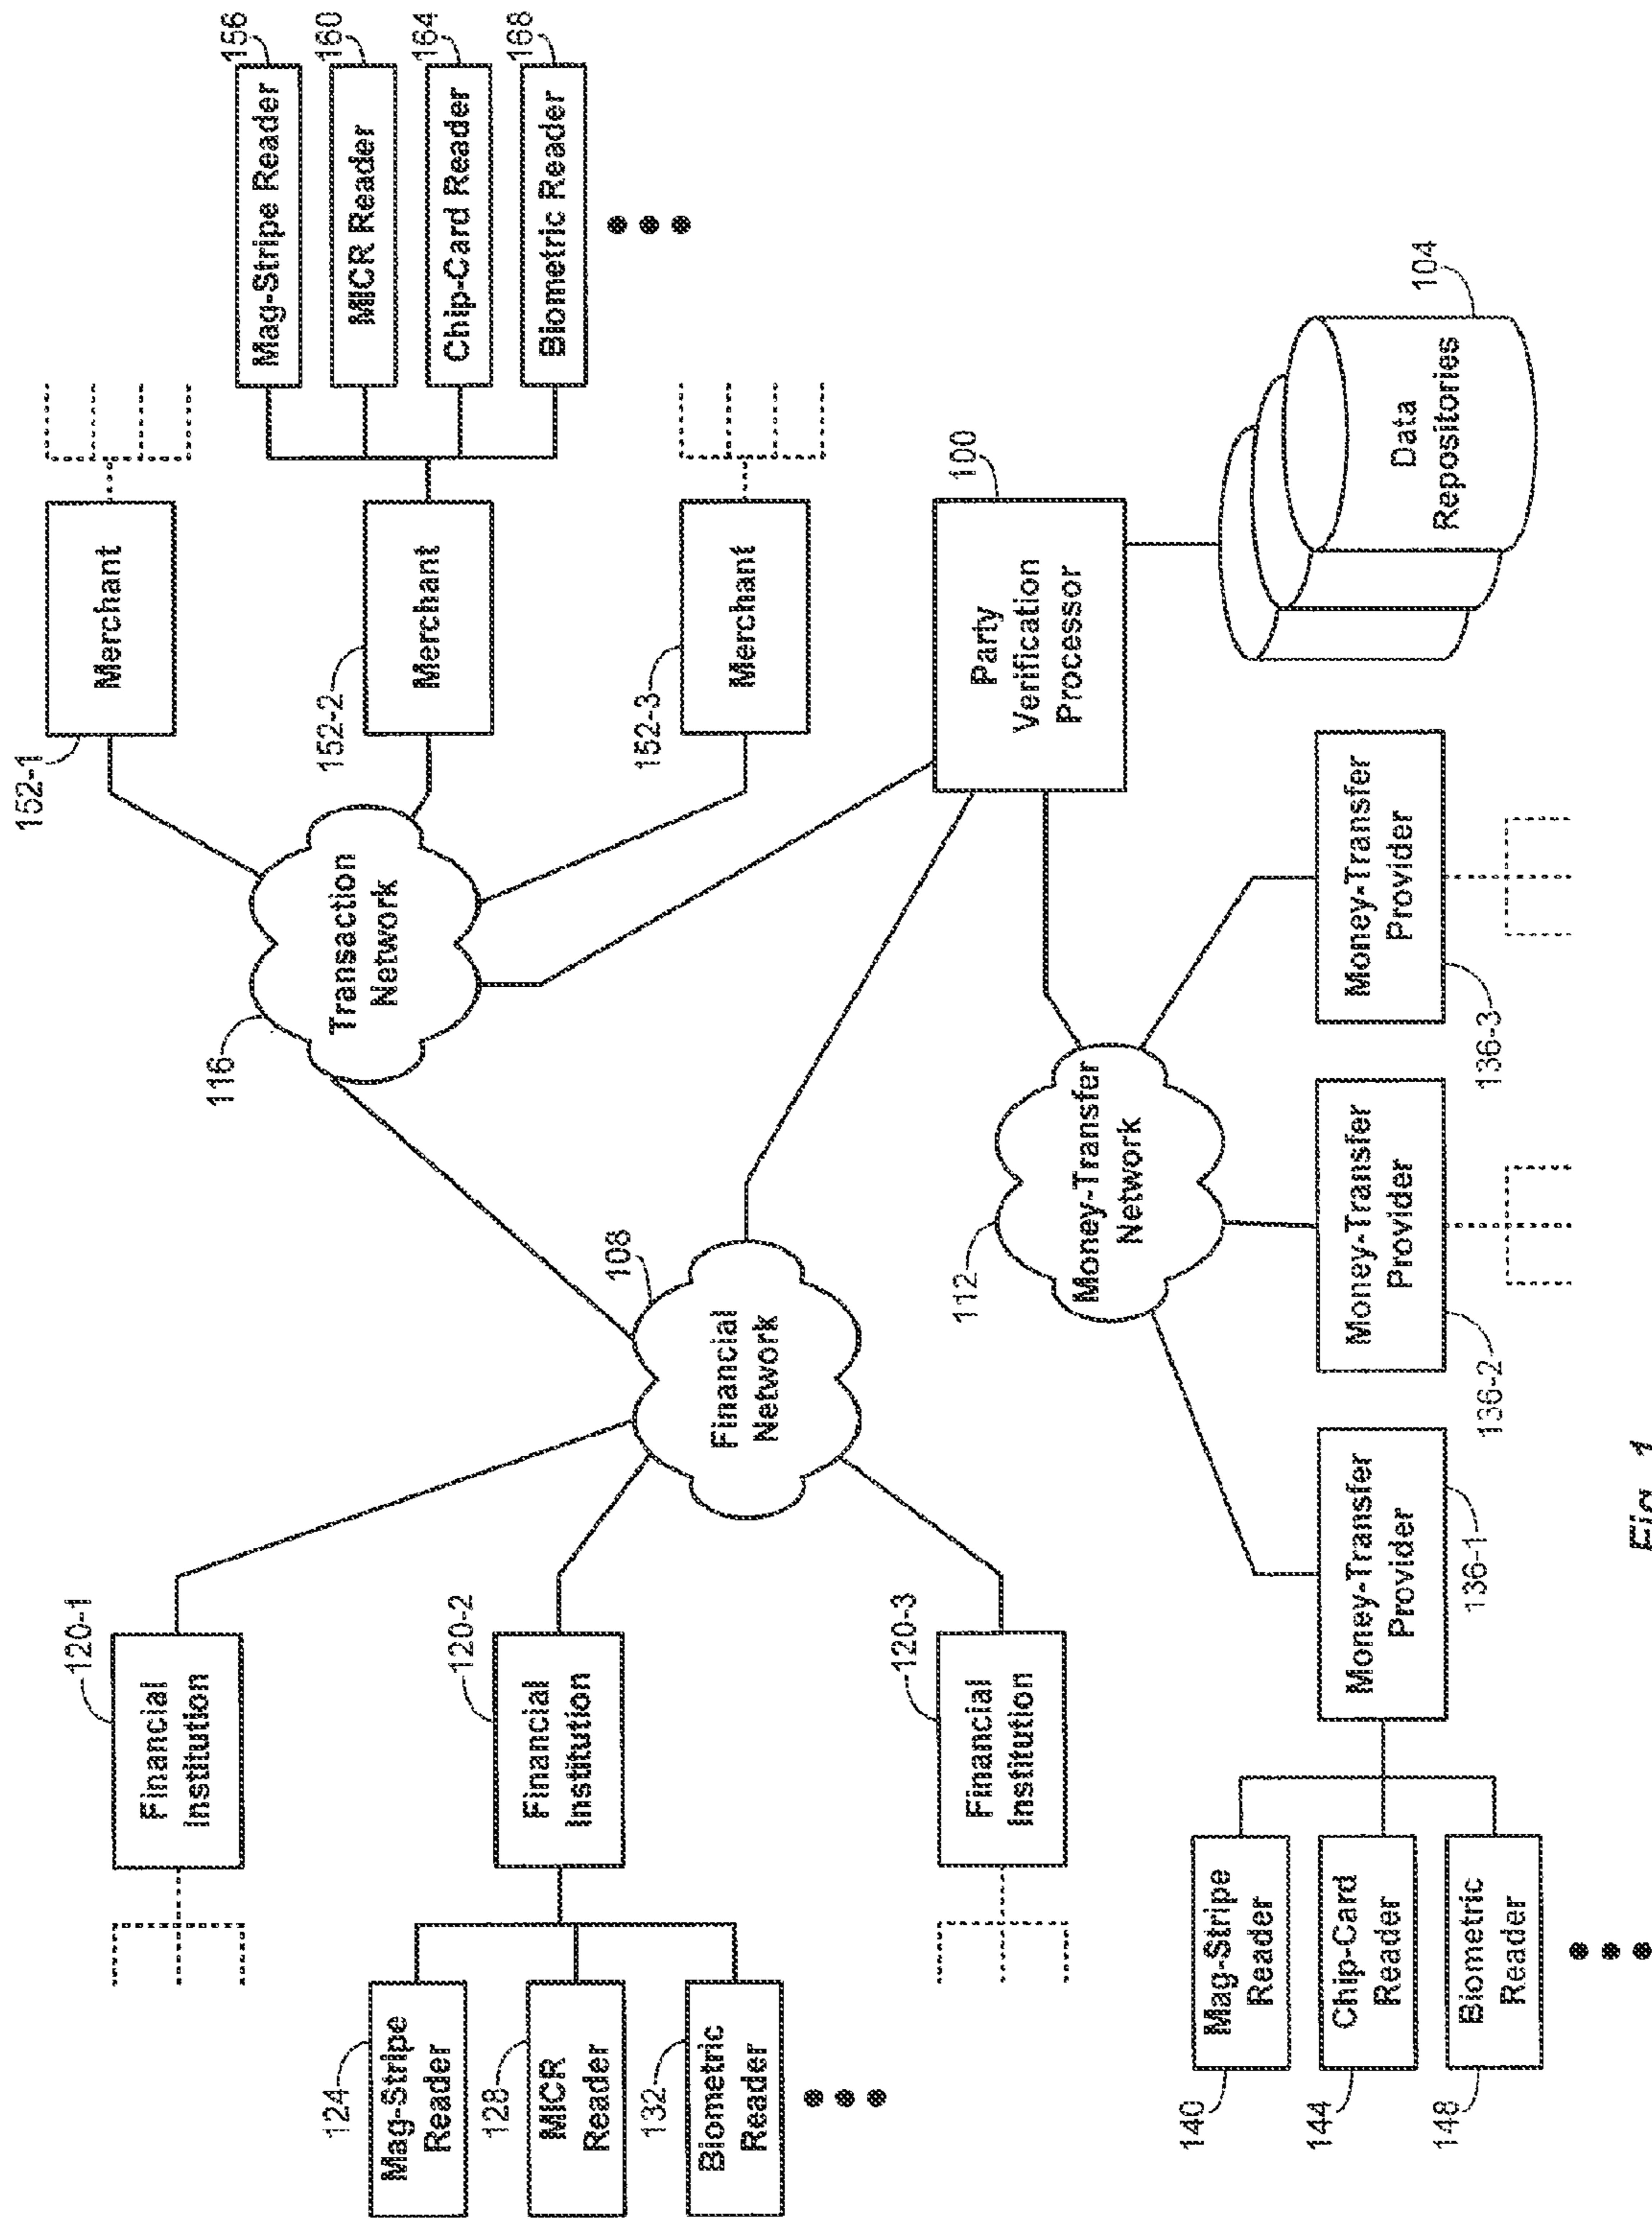 120-1
Financial
Institution
124
Mag-Stripe
Reader
128
MICR
Reader
132
Biometric
Reader
120-2
Financial
Institution
120-3
Financial
Institution
108
Financial
Network
116
Transaction
Network
152-1
Merchant
152-2
Merchant
152-3
Merchant
Mag-Stripe Reader
156
MICR Reader
160
Chip-Card Reader
164
Biometric Reader
168
100
Party
Verification
Processor
104
Data
Repositories
112
Money-Transfer
Network
Money-Transfer
Provider
136-1
Money-Transfer
Provider
136-2
Money-Transfer
Provider
136-3
140
Mag-Stripe
Reader
144
Chip-Card
Reader
148
Biometric
Reader
Fig. 1